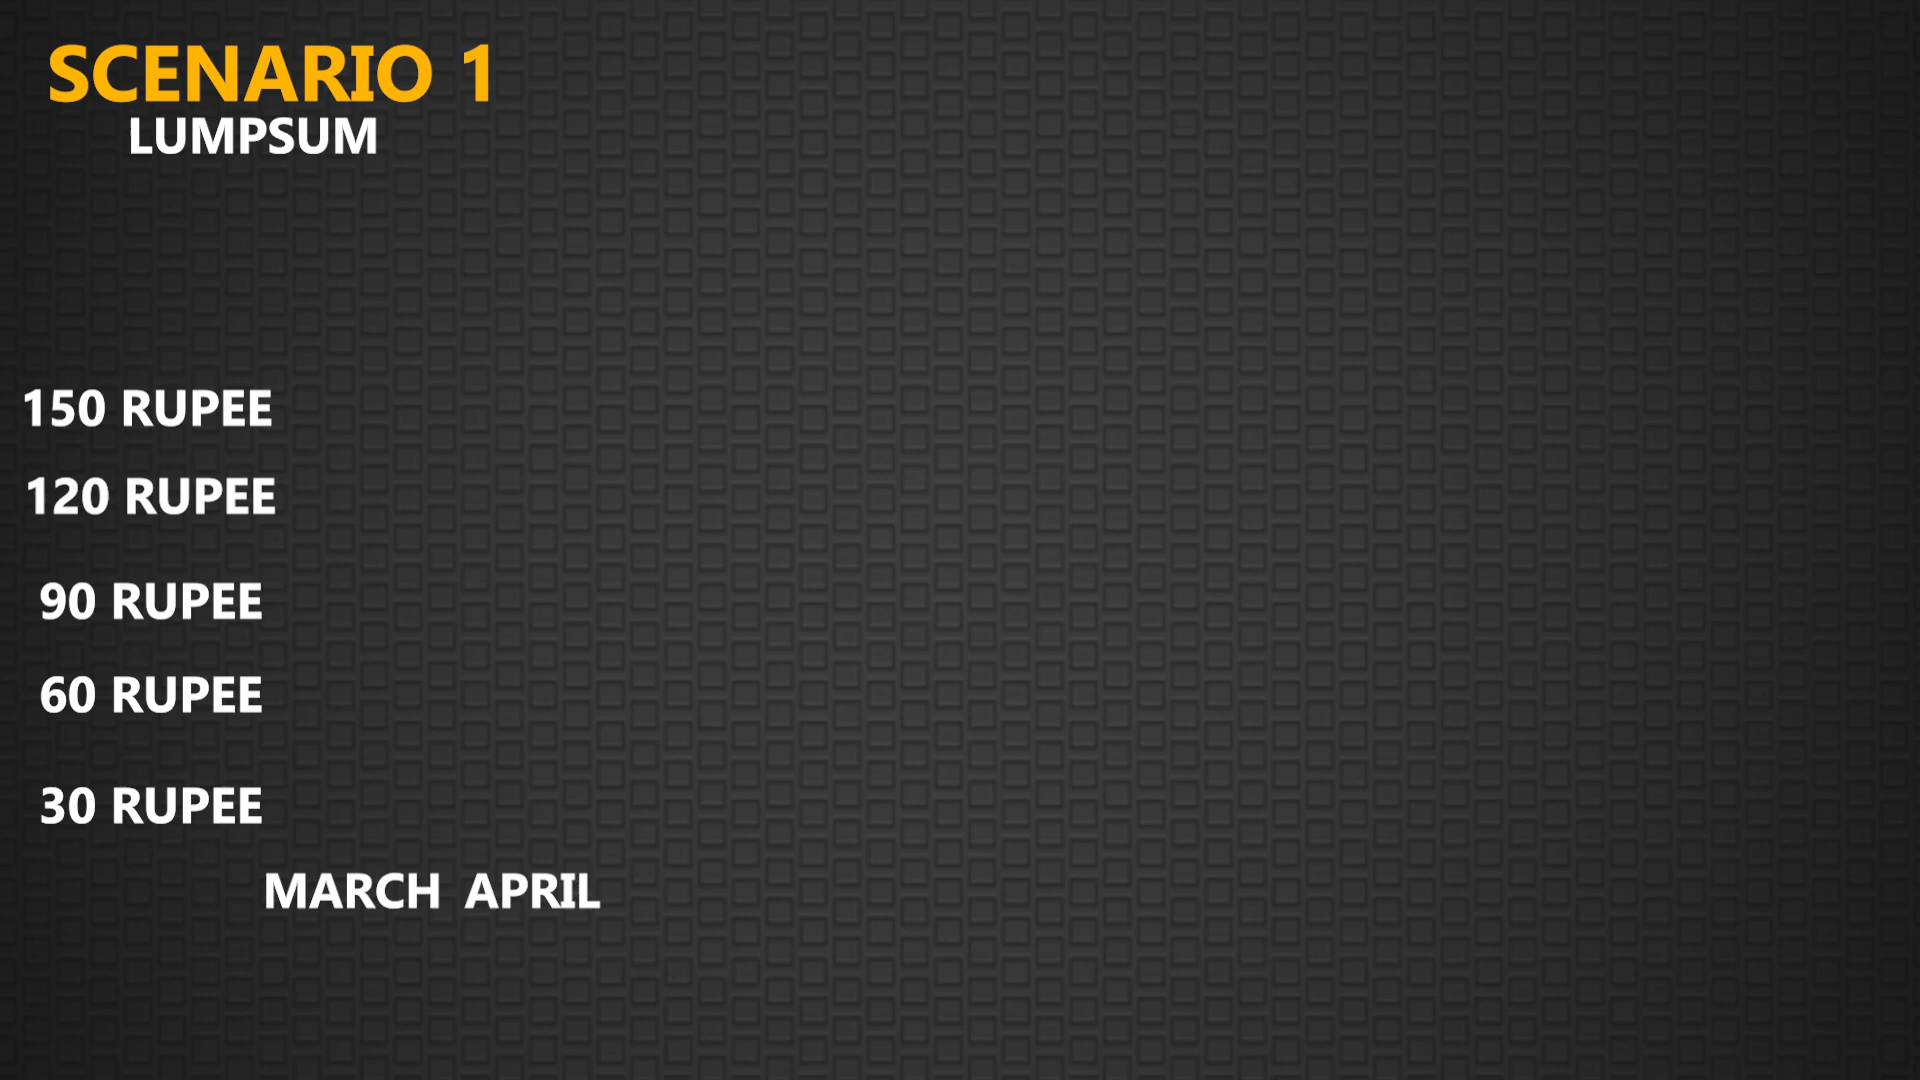 SCENARIO 1
LUMPSUM
150 RUPEE
120 RUPEE
90 RUPEE
60 RUPEE
30 RUPEE
MARCH APRIL